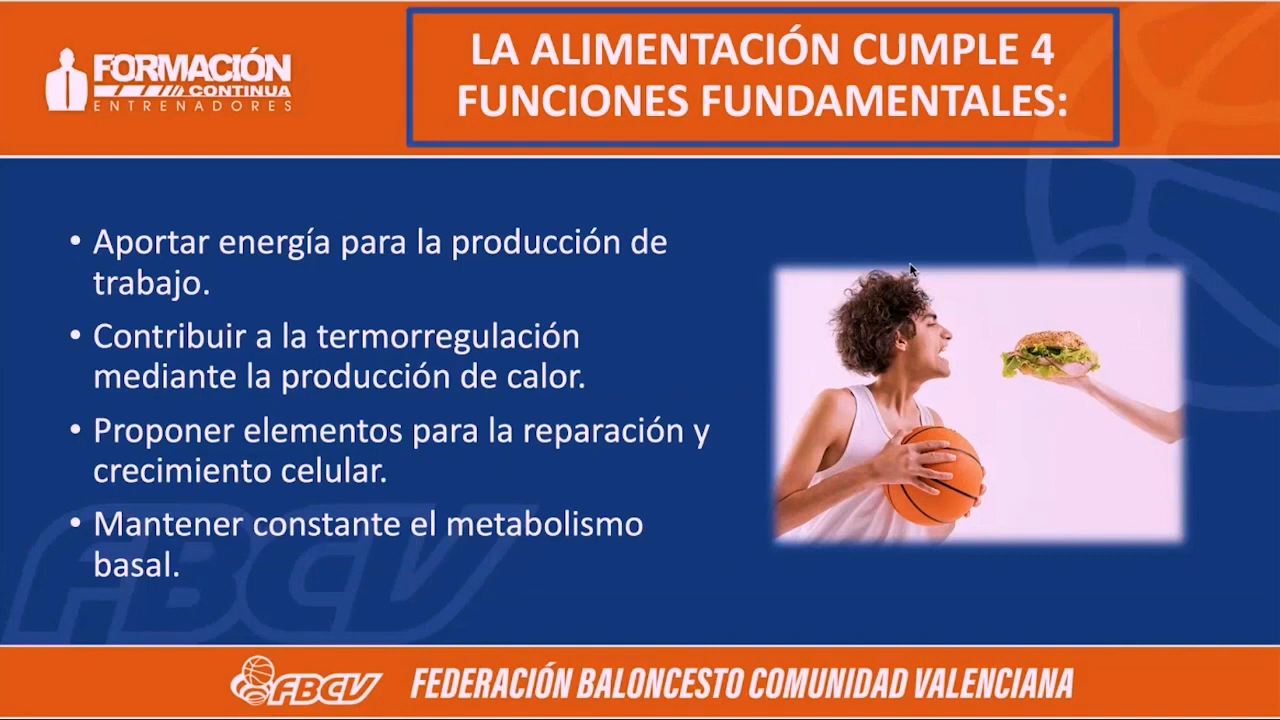 FORMACIÓN
CONTINUA
ENTRENADORES
LA ALIMENTACIÓN CUMPLE 4
FUNCIONES FUNDAMENTALES:
• Aportar energía para la producción de
trabajo.
• Contribuir a la termorregulación
mediante la producción de calor.
• Proponer elementos para la reparación y
crecimiento celular.
• Mantener constante el metabolismo
basal.
FBCV
FBCV FEDERACIÓN BALONCESTO COMUNIDAD VALENCIANA